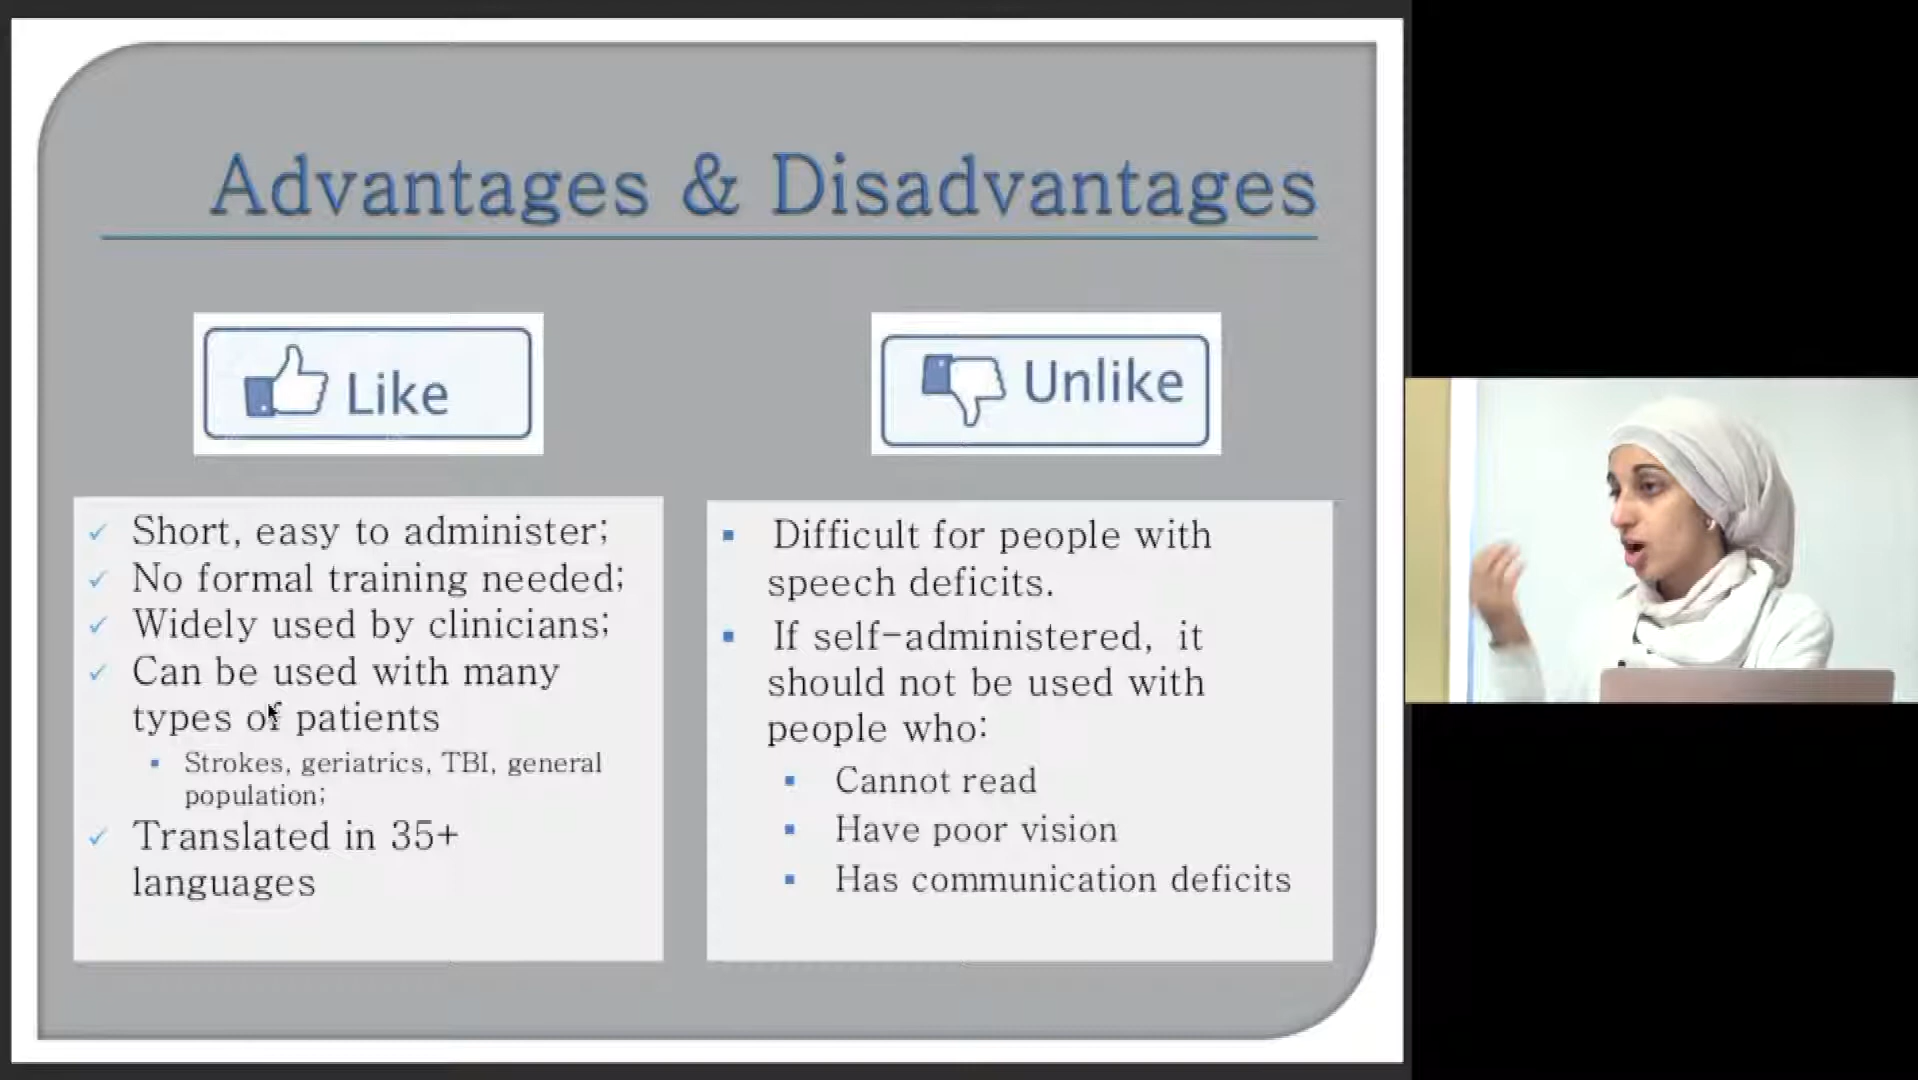 Advantages & Disadvantages
Like
Unlike
Short, easy to administer;
No formal training needed;
Widely used by clinicians;
Can be used with many
types of patients
Strokes, geriatrics, TBI, general
population;
Translated in 35+
languages
Difficult for people with
speech deficits.
If self-administered, it
should not be used with
people who:
Cannot read
Have poor vision
Has communication deficits